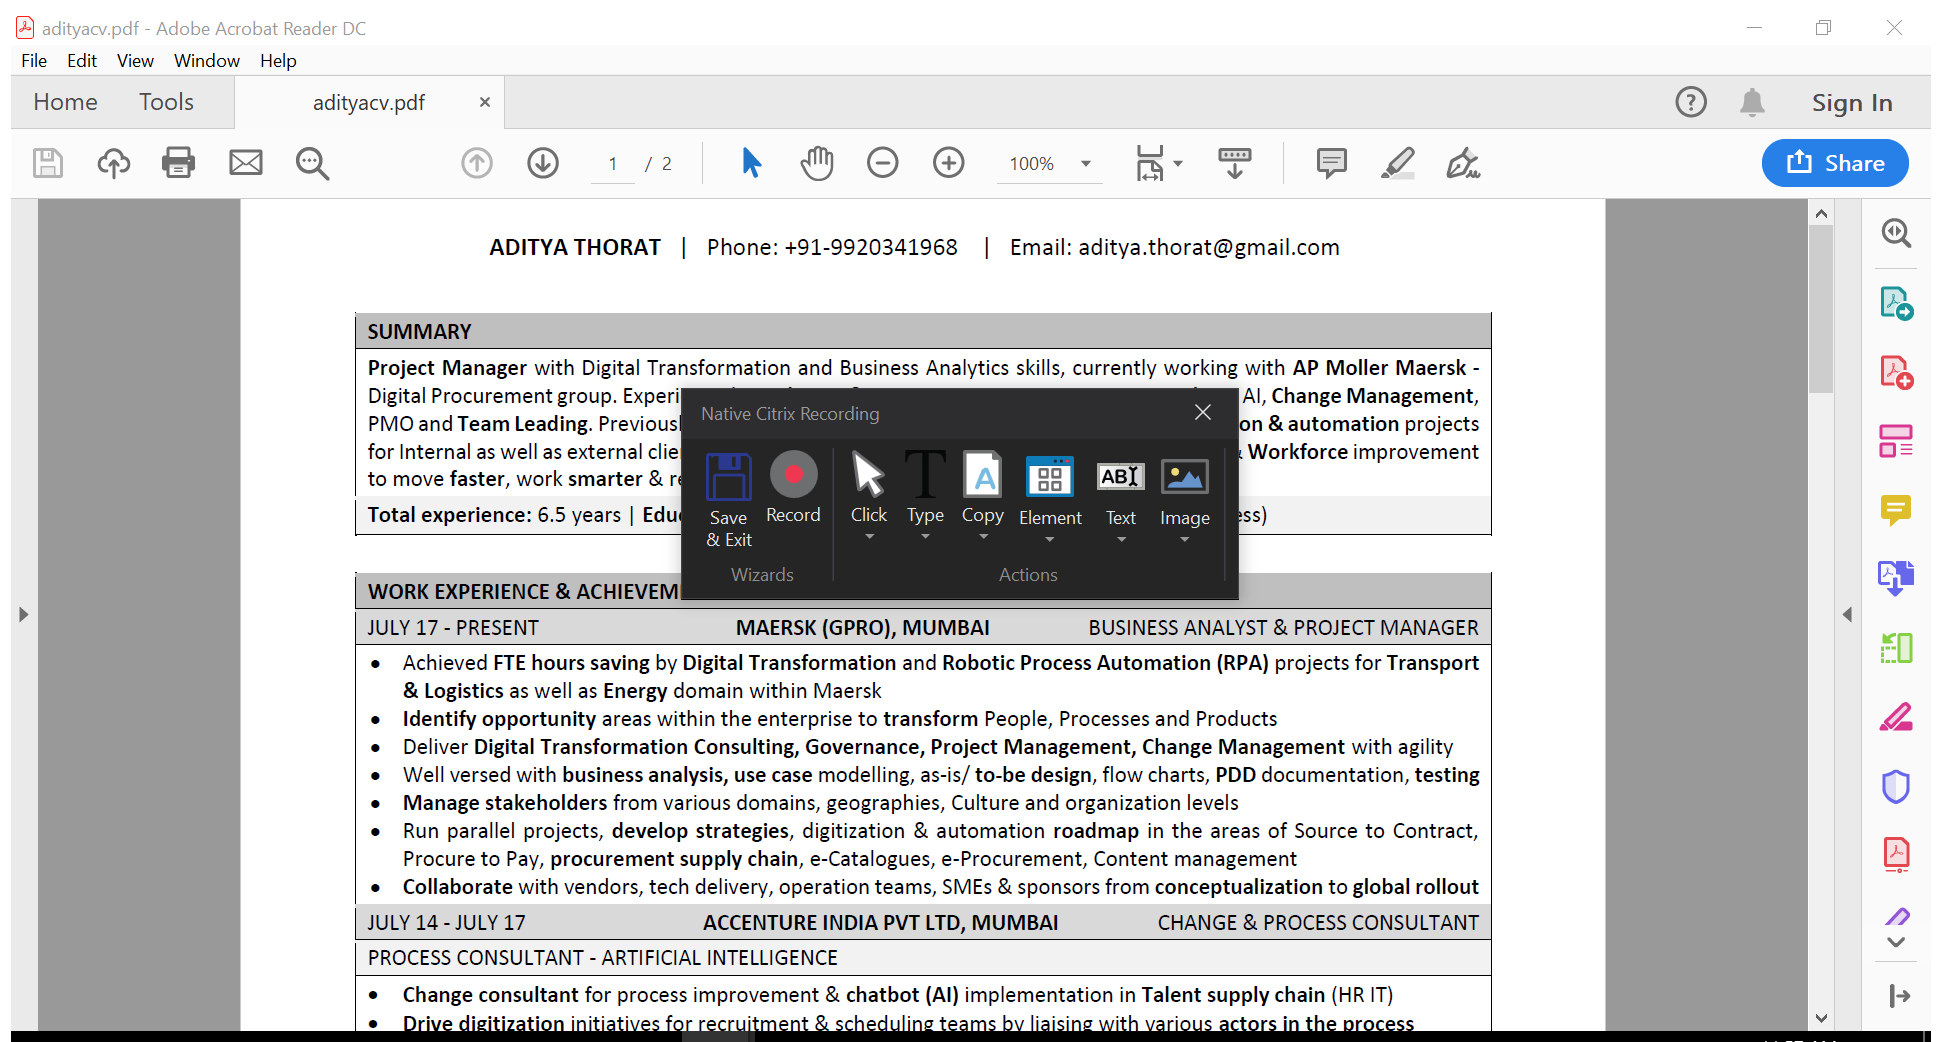 adityacv.pdf - Adobe Acrobat Reader DC
File Edit View Window Help
Home Tools adityacv.pdf × ? Sign In
1 / 2 100% Share
ADITYA THORAT | Phone: +91-9920341968 | Email: aditya.thorat@gmail.com
SUMMARY
Project Manager with Digital Transformation and Business Analytics skills, currently working with AP Moller Maersk -
Digital Procurement group. AI, Change Management,
PMO and Team Leading. & automation projects
for Internal as well as external Workforce improvement
to move faster, work smarter &
Total experience: 6.5 years |
Native Citrix Recording
Save & Exit
Record
Click
Type
Copy
Element
Text
Image
Wizards
Actions
WORK EXPERIENCE &
JULY 17 - PRESENT MAERSK (GPRO), MUMBAI BUSINESS ANALYST & PROJECT MANAGER
• Achieved FTE hours saving by Digital Transformation and Robotic Process Automation (RPA) projects for Transport
& Logistics as well as Energy domain within Maersk
• Identify opportunity areas within the enterprise to transform People, Processes and Products
• Deliver Digital Transformation Consulting, Governance, Project Management, Change Management with agility
• Well versed with business analysis, use case modelling, as-is/ to-be design, flow charts, PDD documentation, testing
• Manage stakeholders from various domains, geographies, Culture and organization levels
• Run parallel projects, develop strategies, digitization & automation roadmap in the areas of Source to Contract,
Procure to Pay, procurement supply chain, e-Catalogues, e-Procurement, Content management
• Collaborate with vendors, tech delivery, operation teams, SMEs & sponsors from conceptualization to global rollout
JULY 14 - JULY 17 ACCENTURE INDIA PVT LTD, MUMBAI CHANGE & PROCESS CONSULTANT
PROCESS CONSULTANT - ARTIFICIAL INTELLIGENCE
• Change consultant for process improvement & chatbot (AI) implementation in Talent supply chain (HR IT)
• Drive digitization initiatives for recruitment & scheduling teams by liaising with various actors in the process